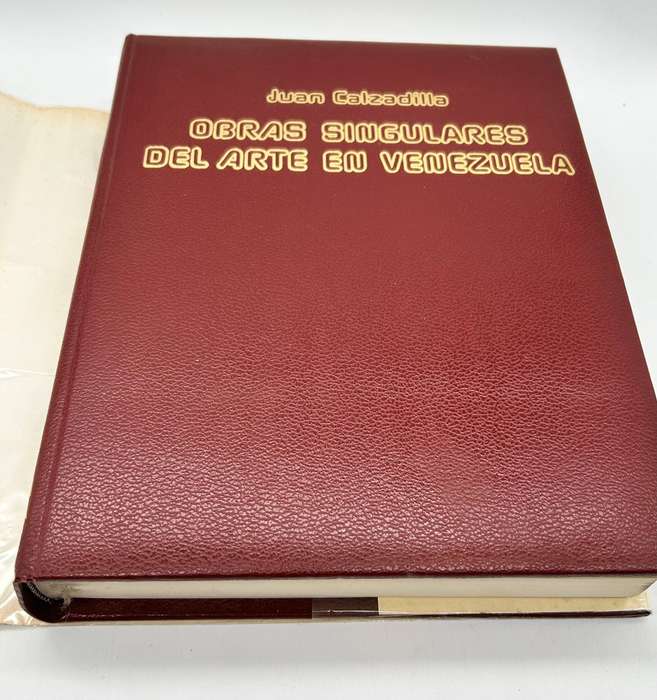 Juan Calzadilla
OBRAS SINGULARES
DEL ARTE EN VENEZUELA